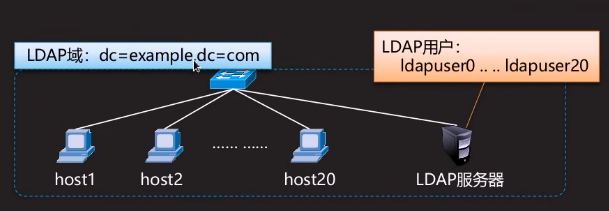 LDAP域：dc=example,dc=com
LDAP用户：
ldapuser0 .. .. ldapuser20
host1
host2
…… ……
host20
LDAP服务器